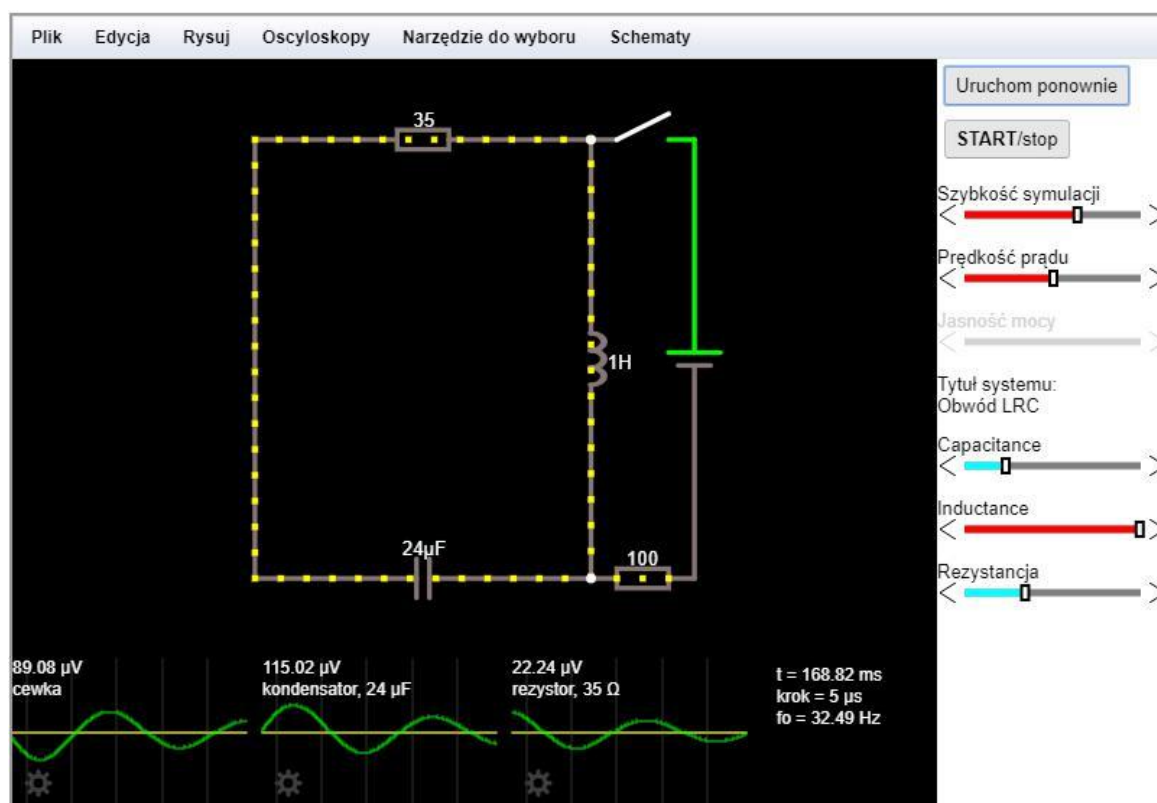 Plik Edycja Rysuj Oscyloskopy Narzędzie do wyboru Schematy
Uruchom ponownie
START/stop
Szybkość symulacji
Prędkość prądu
Jasność mocy
Tytuł systemu:
Obwód LRC
Capacitance
Inductance
Rezystancja
35
1H
24µF
100
89.08 µV
cewka
115.02 µV
kondensator, 24 µF
22.24 µV
rezystor, 35 Ω
t = 168.82 ms
krok = 5 µs
fo = 32.49 Hz